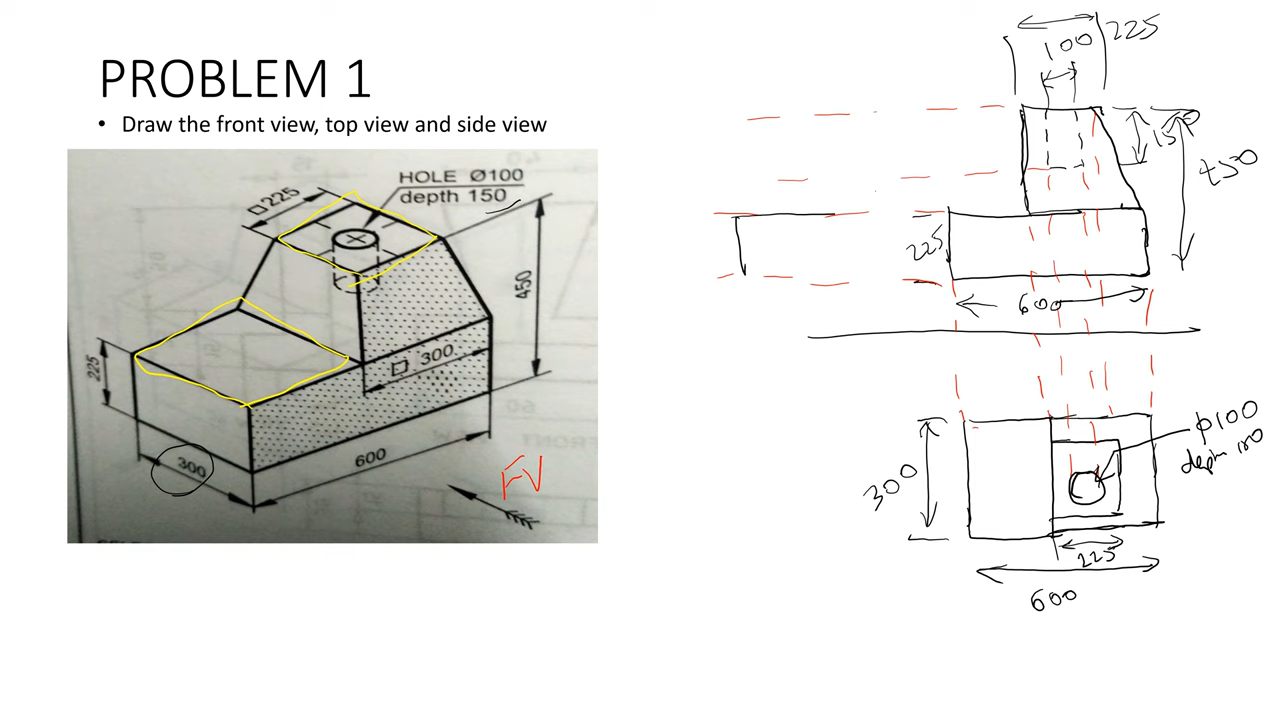 PROBLEM 1
• Draw the front view, top view and side view
HOLE Ø100
depth 150
□225
450
225
□ 300
300
600
FV
225
100
150
450
225
600
ϕ100
300
225
600